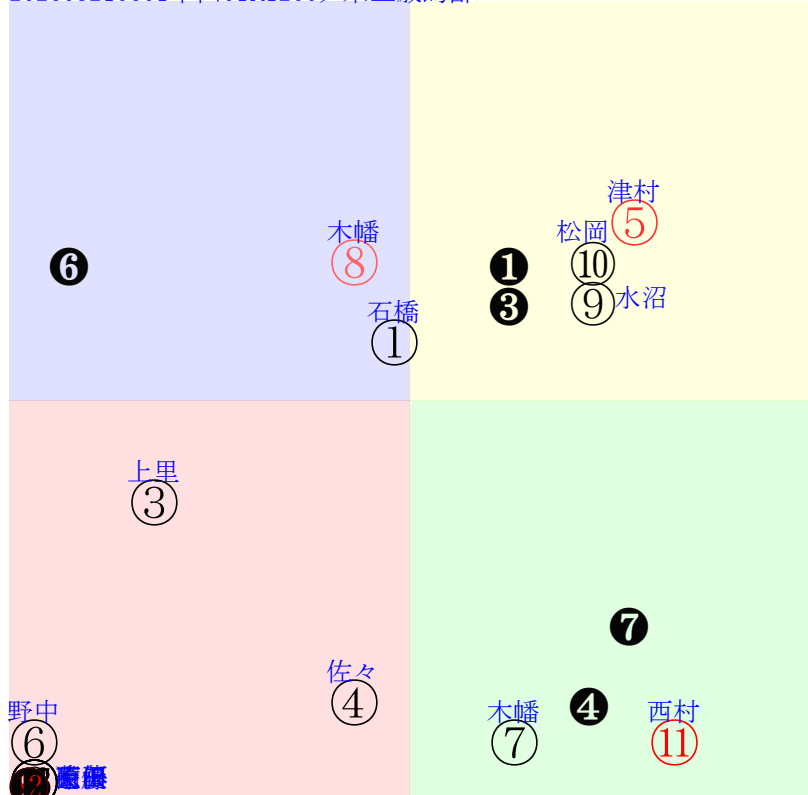 津村
⑤
木幡
⑧
松岡
⑩
❻
❶
石橋
①
❸
⑨水沼
上里
③
❼
佐々
④
❹
野中
⑥
木幡
⑦
西村
⑪